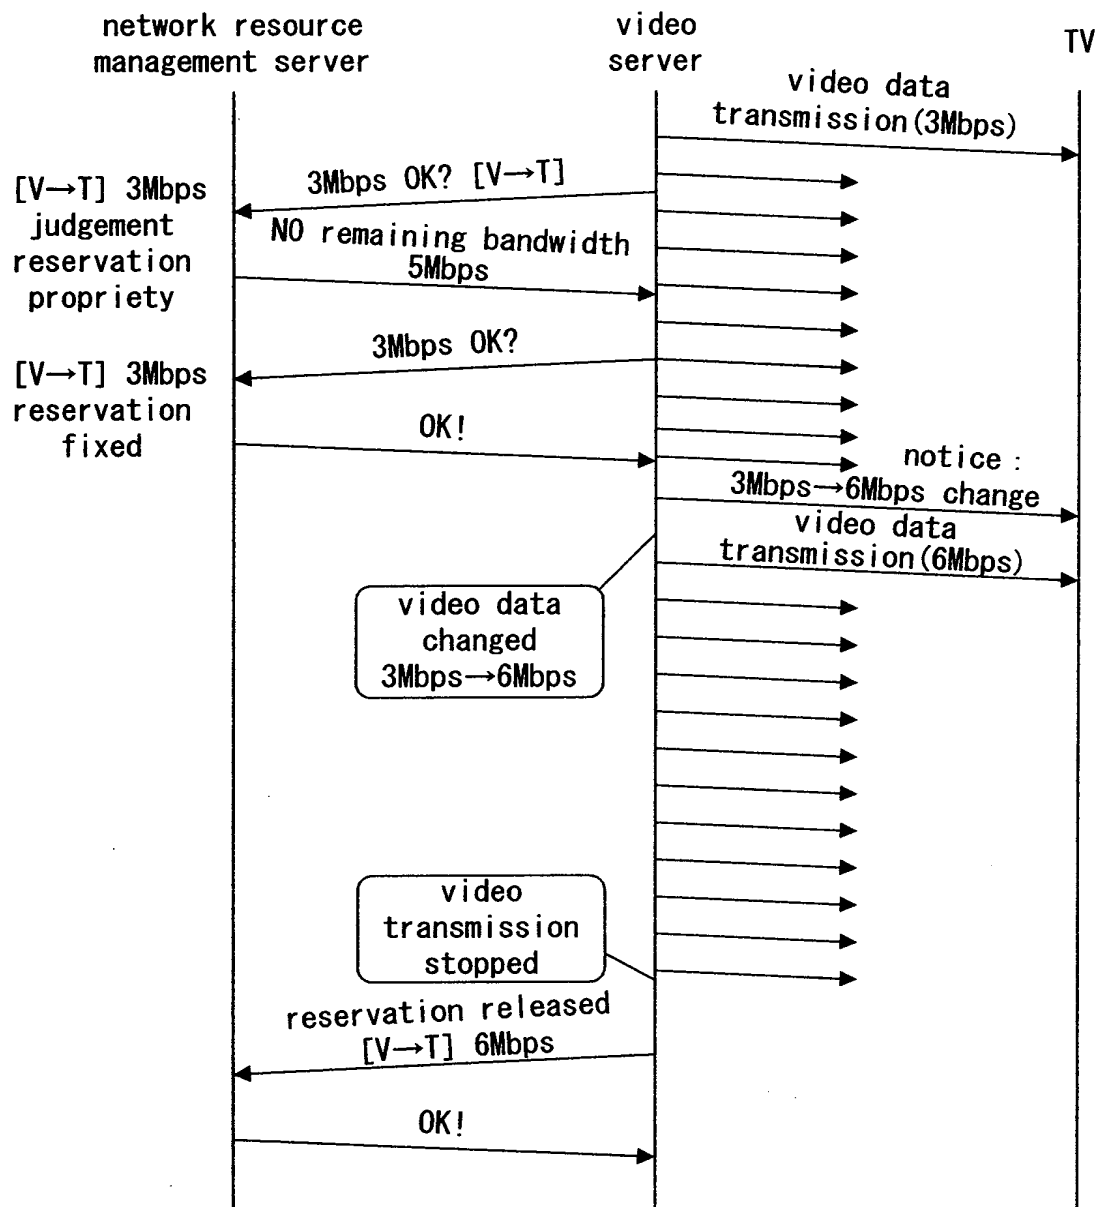 network resource
management server
video
server
TV
video data
transmission(3Mbps)
[V→T] 3Mbps
judgement
reservation
propriety
3Mbps OK? [V→T]
NO remaining bandwidth
5Mbps
3Mbps OK?
[V→T] 3Mbps
reservation
fixed
OK!
notice :
3Mbps→6Mbps change
video data
transmission(6Mbps)
video data
changed
3Mbps→6Mbps
video
transmission
stopped
reservation released
[V→T] 6Mbps
OK!